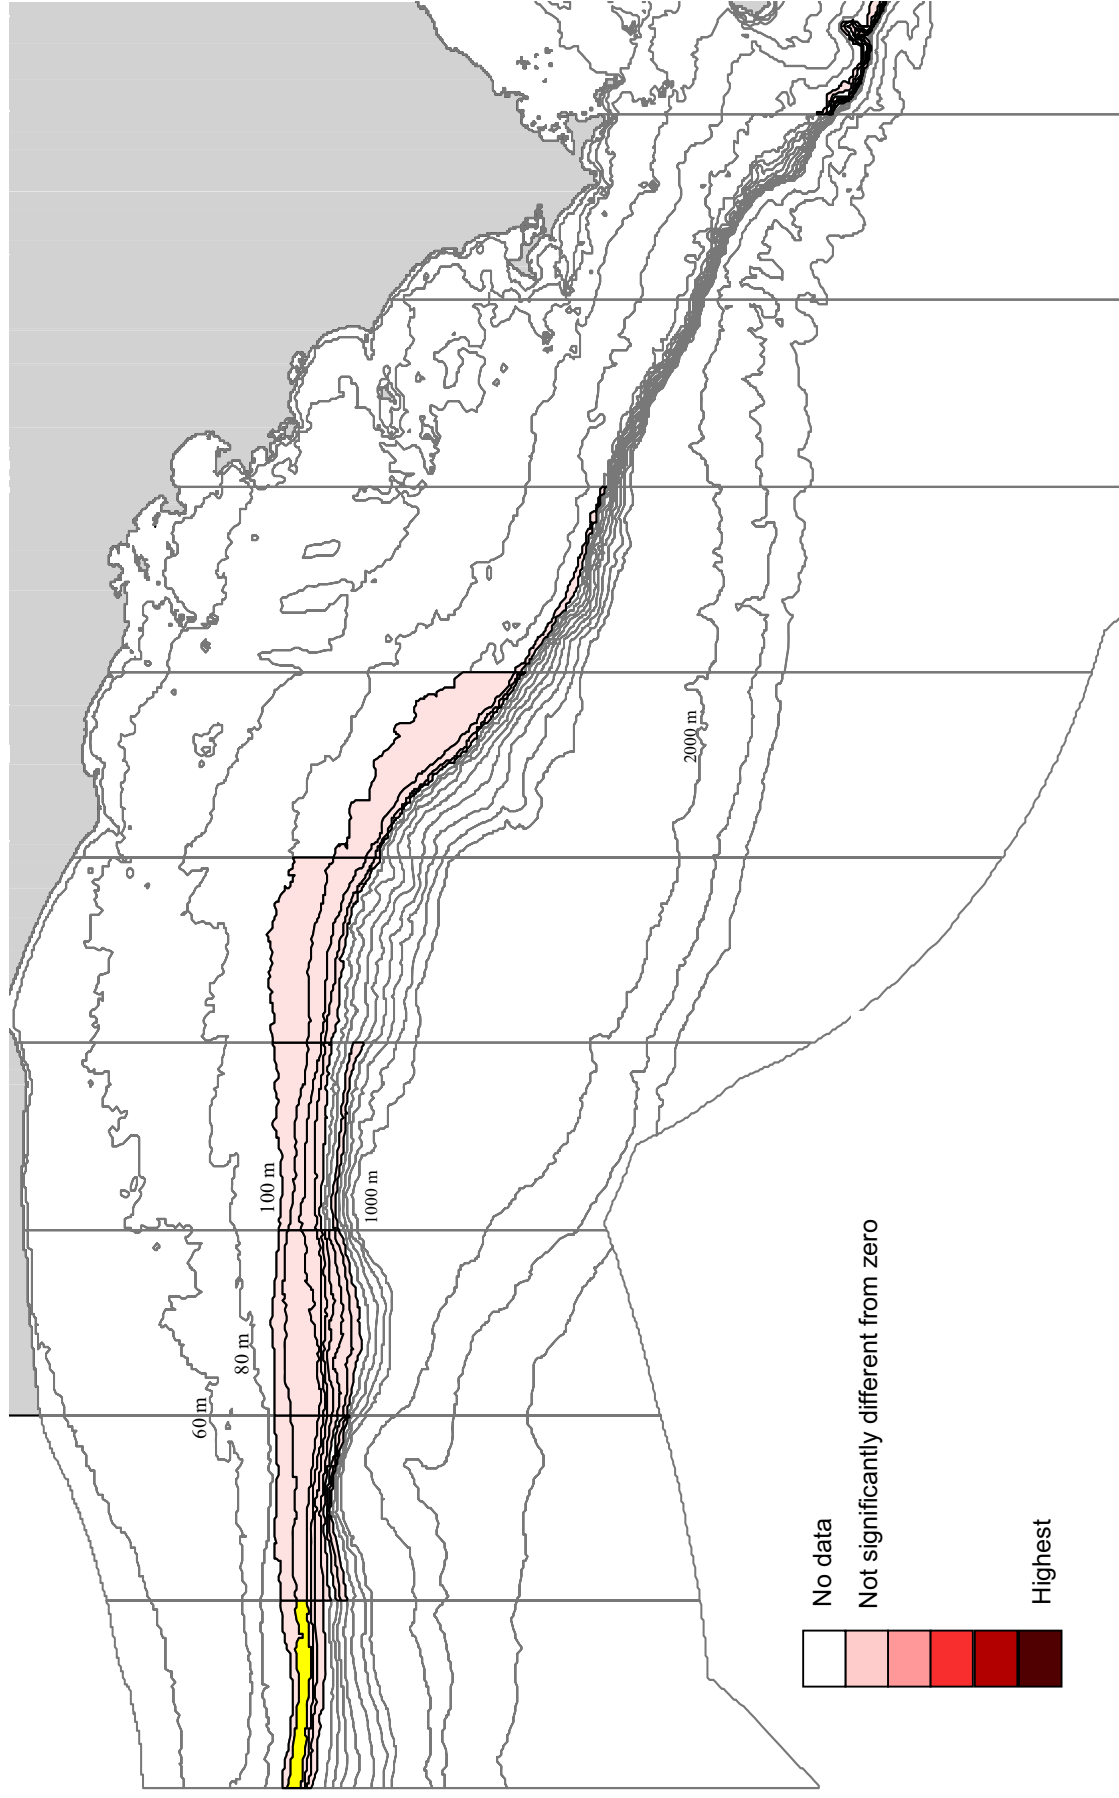 60 m
80 m
100 m
1000 m
2000 m
No data
Not significantly different from zero
Highest